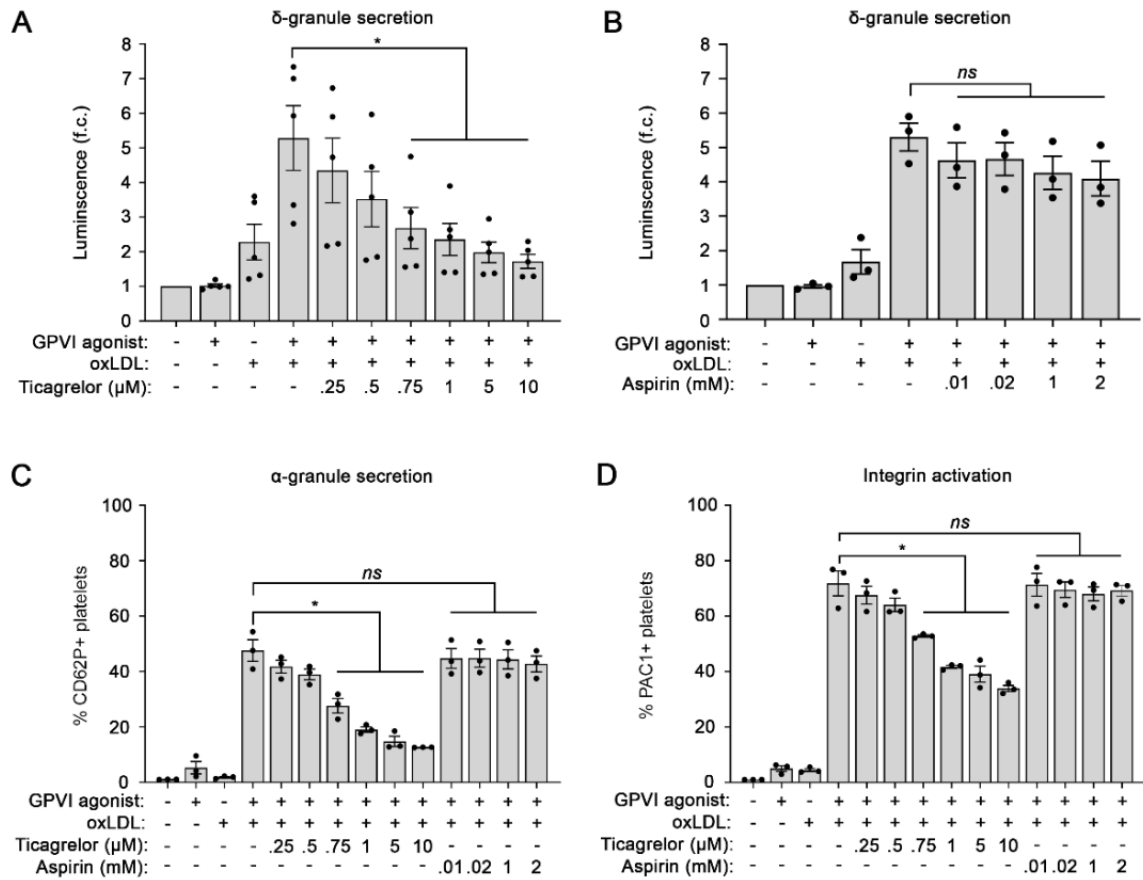 A
δ-granule secretion
Luminscence (f.c.)
8
7
6
5
4
3
2
1
0
*
GPVI agonist: - + - + + + + + + +
oxLDL: - - + + + + + + + +
Ticagrelor (μM): - - - - .25 .5 .75 1 5 10
B
δ-granule secretion
Luminscence (f.c.)
8
7
6
5
4
3
2
1
0
ns
GPVI agonist: - + - + + + + +
oxLDL: - - + + + + + +
Aspirin (mM): - - - - .01 .02 1 2
C
α-granule secretion
% CD62P+ platelets
100
80
60
40
20
0
ns
*
GPVI agonist: - + - + + + + + + + + + + +
oxLDL: - - + + + + + + + + + + + +
Ticagrelor (μM): - - - - .25 .5 .75 1 5 10 - - - -
Aspirin (mM): - - - - - - - - - - .01 .02 1 2
D
Integrin activation
% PAC1+ platelets
100
80
60
40
20
0
ns
*
GPVI agonist: - + - + + + + + + + + + + +
oxLDL: - - + + + + + + + + + + + +
Ticagrelor (μM): - - - - .25 .5 .75 1 5 10 - - - -
Aspirin (mM): - - - - - - - - - - .01 .02 1 2